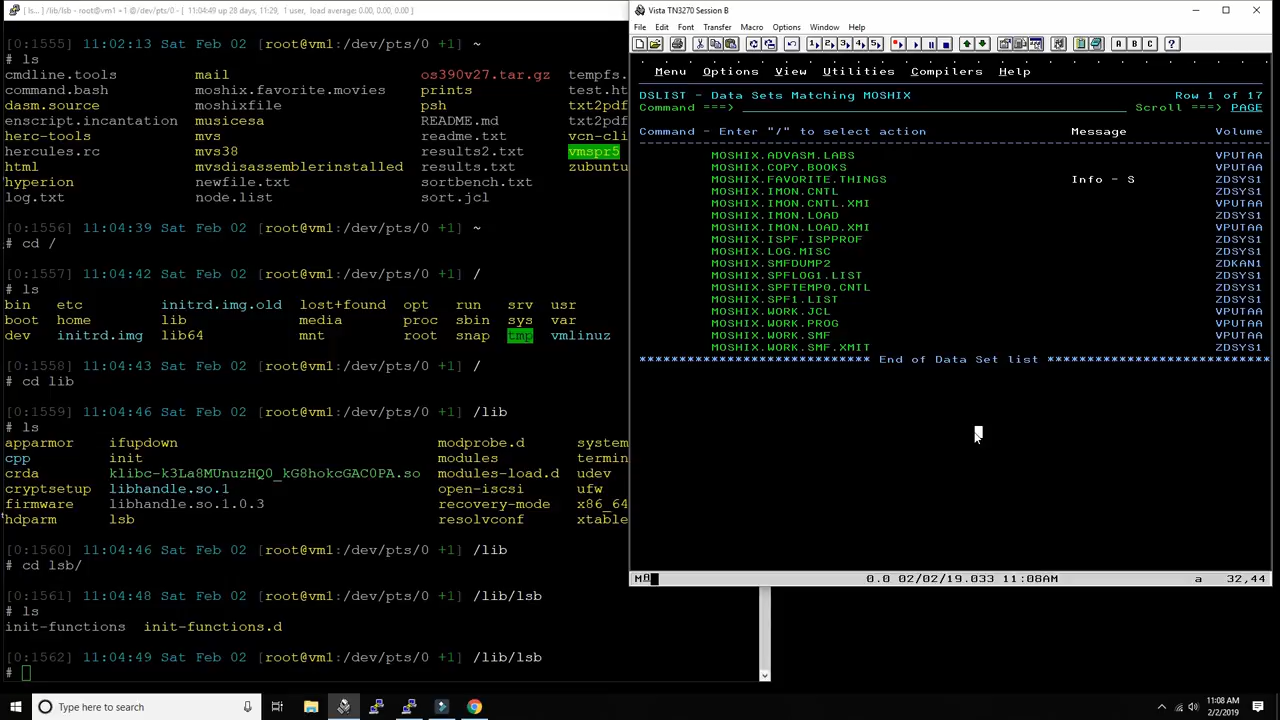 [ ls... ] /lib/lsb @vm1 +1 @/dev/pts/0 - [ 11:04:49 up 28 days, 11:29, 1 user, load average: 0.00, 0.00, 0.00]
[0:1555] 11:02:13 Sat Feb 02 [root@vm1:/dev/pts/0 +1] ~
# ls
cmdline.tools mail os390v27.tar.gz tempfs.
command.bash moshix.favorite.movies prints test.ht
dasm.source moshixfile psh txt2pdf
enscript.incantation musicesa README.md txt2pdf
herc-tools mvs readme.txt vcn-cli
hercules.rc mvs38 results2.txt vmspr5
html mvsdisassemblerinstalled results.txt zubuntu
hyperion newfile.txt sortbench.txt
log.txt node.list sort.jcl
[0:1556] 11:04:39 Sat Feb 02 [root@vm1:/dev/pts/0 +1] ~
# cd /
[0:1557] 11:04:42 Sat Feb 02 [root@vm1:/dev/pts/0 +1] /
# ls
bin etc initrd.img.old lost+found opt run srv usr
boot home lib media proc sbin sys var
dev initrd.img lib64 mnt root snap tmp vmlinuz
[0:1558] 11:04:43 Sat Feb 02 [root@vm1:/dev/pts/0 +1] /
# cd lib
[0:1559] 11:04:46 Sat Feb 02 [root@vm1:/dev/pts/0 +1] /lib
# ls
apparmor ifupdown modprobe.d system
cpp init modules termin
crda klibc-k3La8MUnuzHQ0_kG8hokcGAC0PA.so modules-load.d udev
cryptsetup libhandle.so.1 open-iscsi ufw
firmware libhandle.so.1.0.3 recovery-mode x86_64
hdparm lsb resolvconf xtable
[0:1560] 11:04:46 Sat Feb 02 [root@vm1:/dev/pts/0 +1] /lib
# cd lsb/
[0:1561] 11:04:48 Sat Feb 02 [root@vm1:/dev/pts/0 +1] /lib/lsb
# ls
init-functions init-functions.d
[0:1562] 11:04:49 Sat Feb 02 [root@vm1:/dev/pts/0 +1] /lib/lsb
#
Vista TN3270 Session B
File Edit Font Transfer Macro Options Window Help
1 2 3 4 5 A B C ?
Menu Options View Utilities Compilers Help
DSLIST - Data Sets Matching MOSHIX Row 1 of 17
Command ===> Scroll ===> PAGE
Command - Enter "/" to select action Message Volume
MOSHIX.ADVASM.LABS VPUTAA
MOSHIX.COPY.BOOKS VPUTAA
MOSHIX.FAVORITE.THINGS Info - S ZDSYS1
MOSHIX.IMON.CNTL ZDSYS1
MOSHIX.IMON.CNTL.XMI VPUTAA
MOSHIX.IMON.LOAD ZDSYS1
MOSHIX.IMON.LOAD.XMI VPUTAA
MOSHIX.ISPF.ISPPROF ZDSYS1
MOSHIX.LOG.MISC ZDSYS1
MOSHIX.SMFDUMP2 ZDKAN1
MOSHIX.SPFLOG1.LIST ZDSYS1
MOSHIX.SPFTEMP0.CNTL ZDSYS1
MOSHIX.SPF1.LIST ZDSYS1
MOSHIX.WORK.JCL VPUTAA
MOSHIX.WORK.PROG VPUTAA
MOSHIX.WORK.SMF VPUTAA
MOSHIX.WORK.SMF.XMIT ZDSYS1
***************************** End of Data Set list ***************************
0.0 02/02/19.033 11:08AM a 32,44
Type here to search
11:08 AM
2/2/2019